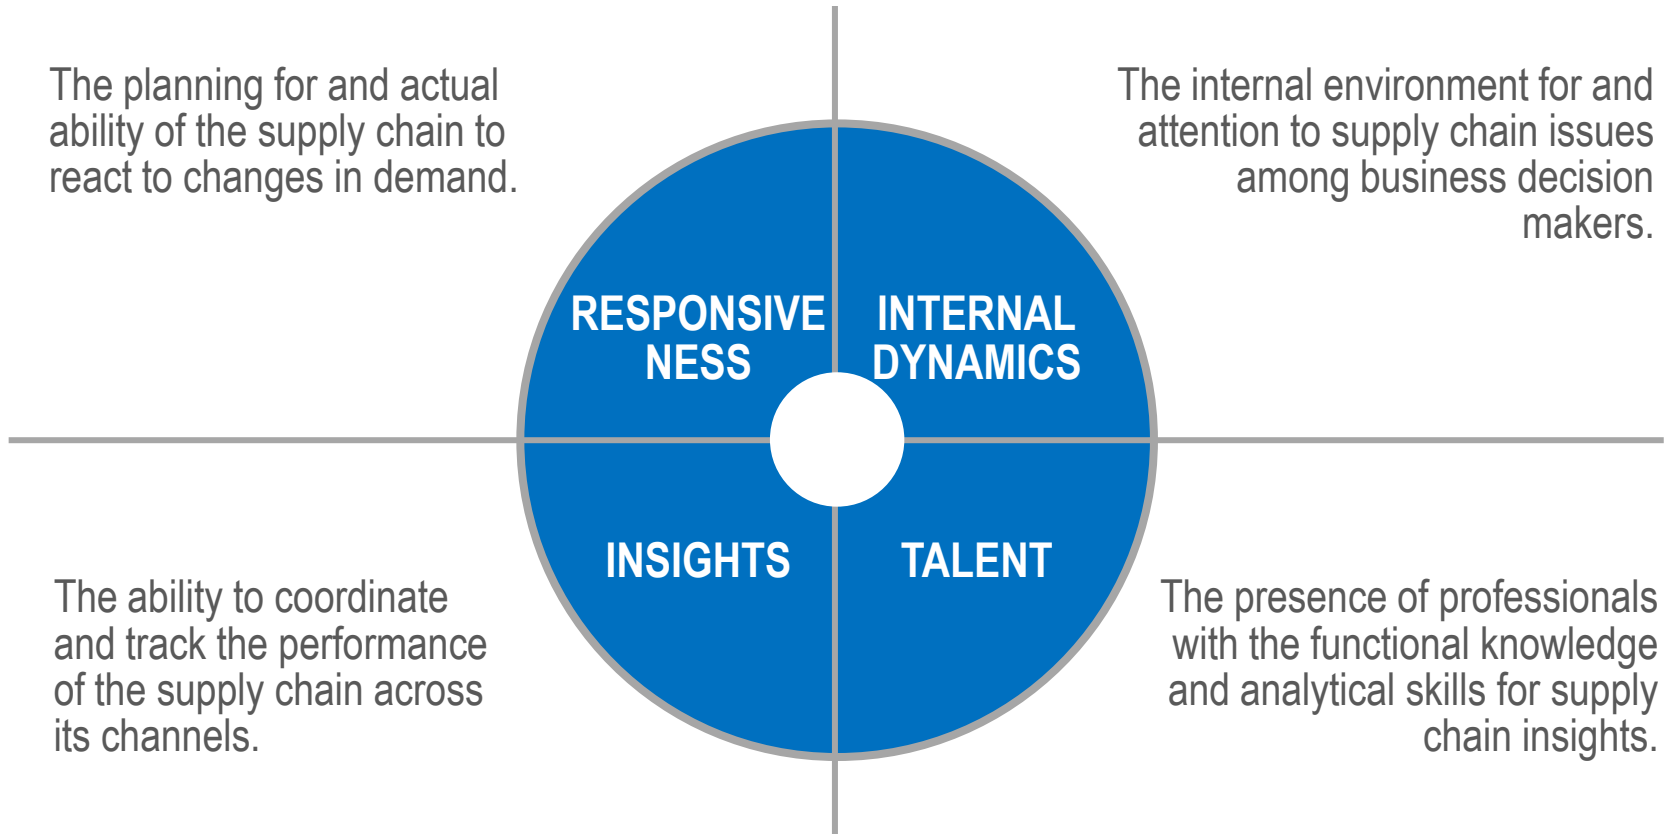 The planning for and actual
ability of the supply chain to
react to changes in demand.
The internal environment for and
attention to supply chain issues
among business decision
makers.
RESPONSIVE
NESS
INTERNAL
DYNAMICS
INSIGHTS
TALENT
The ability to coordinate
and track the performance
of the supply chain across
its channels.
The presence of professionals
with the functional knowledge
and analytical skills for supply
chain insights.